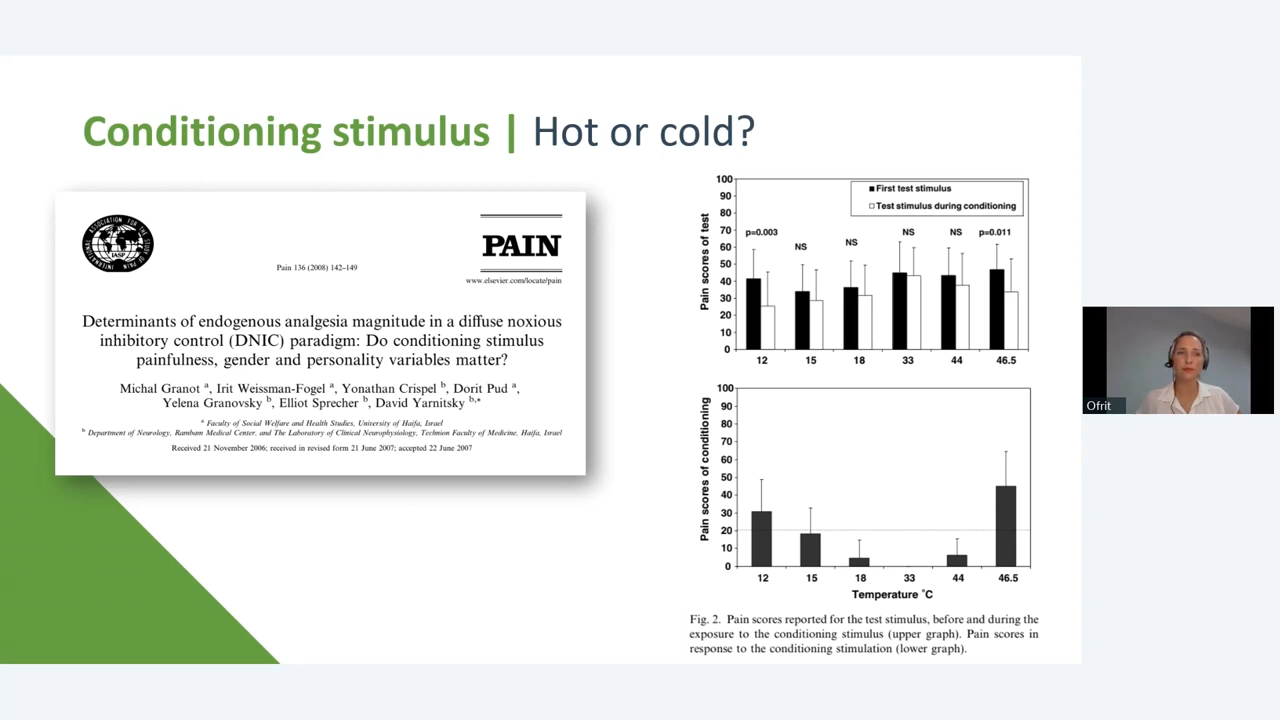 Conditioning stimulus | Hot or cold?
INTERNATIONAL ASSOCIATION FOR THE STUDY OF PAIN
IASP
PAIN
Pain 136 (2008) 142–149
www.elsevier.com/locate/pain
Determinants of endogenous analgesia magnitude in a diffuse noxious
inhibitory control (DNIC) paradigm: Do conditioning stimulus
painfulness, gender and personality variables matter?
Michal Granot a, Irit Weissman-Fogel a, Yonathan Crispel b, Dorit Pud a,
Yelena Granovsky b, Elliot Sprecher b, David Yarnitsky b,*
a Faculty of Social Welfare and Health Studies, University of Haifa, Israel
b Department of Neurology, Rambam Medical Center, and The Laboratory of Clinical Neurophysiology, Technion Faculty of Medicine, Haifa, Israel
Received 21 November 2006; received in revised form 21 June 2007; accepted 22 June 2007
Pain scores of test
100
90
80
70
60
50
40
30
20
10
0
First test stimulus
Test stimulus during conditioning
p=0.003 NS NS NS NS p=0.011
12 15 18 33 44 46.5
Pain scores of conditioning
100
90
80
70
60
50
40
30
20
10
0
12 15 18 33 44 46.5
Temperature °C
Fig. 2. Pain scores reported for the test stimulus, before and during the
exposure to the conditioning stimulus (upper graph). Pain scores in
response to the conditioning stimulation (lower graph).
Ofrit